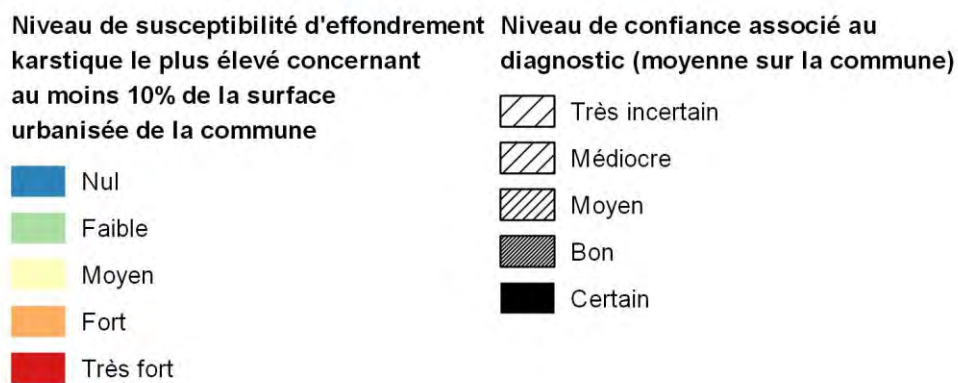 Niveau de susceptibilité d'effondrement
karstique le plus élevé concernant
au moins 10% de la surface
urbanisée de la commune
Nul
Faible
Moyen
Fort
Très fort
Niveau de confiance associé au
diagnostic (moyenne sur la commune)
Très incertain
Médiocre
Moyen
Bon
Certain